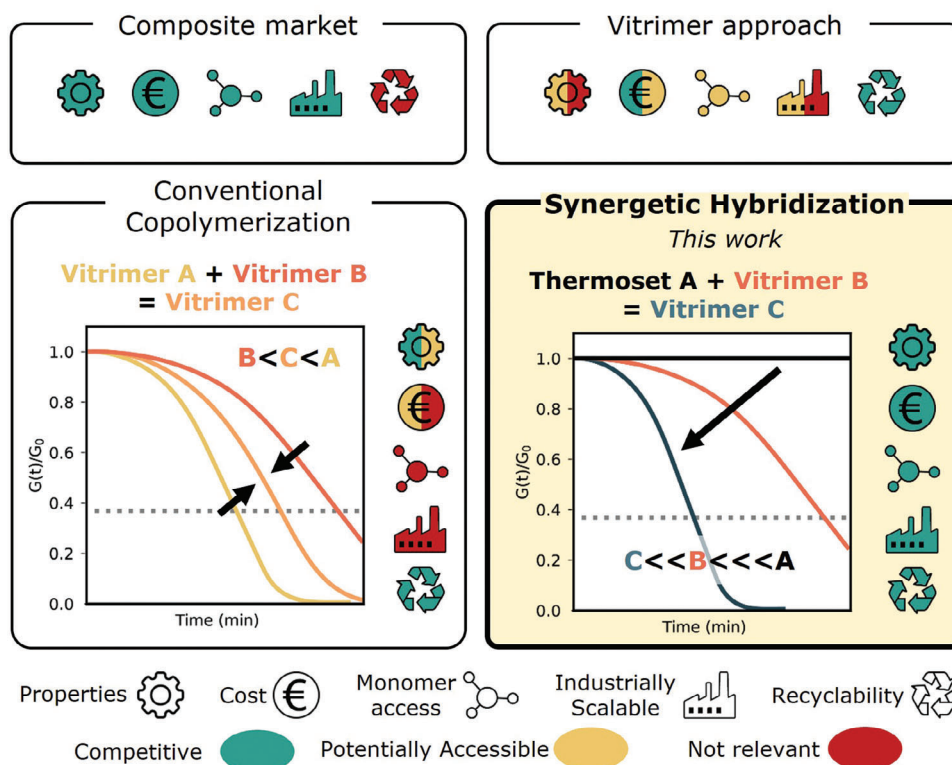 Composite market
€
Vitrimer approach
€
Conventional
Copolymerization
Vitrimer A + Vitrimer B
= Vitrimer C
B<C<A
1.0
0.8
0.6
0.4
0.2
0.0
G(t)/G₀
Time (min)
€
Synergetic Hybridization
This work
Thermoset A + Vitrimer B
= Vitrimer C
1.0
0.8
0.6
0.4
0.2
0.0
G(t)/G₀
C<<B<<<A
Time (min)
€
Properties
Cost €
Monomer
access
Industrially
Scalable
Recyclability
Competitive
Potentially Accessible
Not relevant